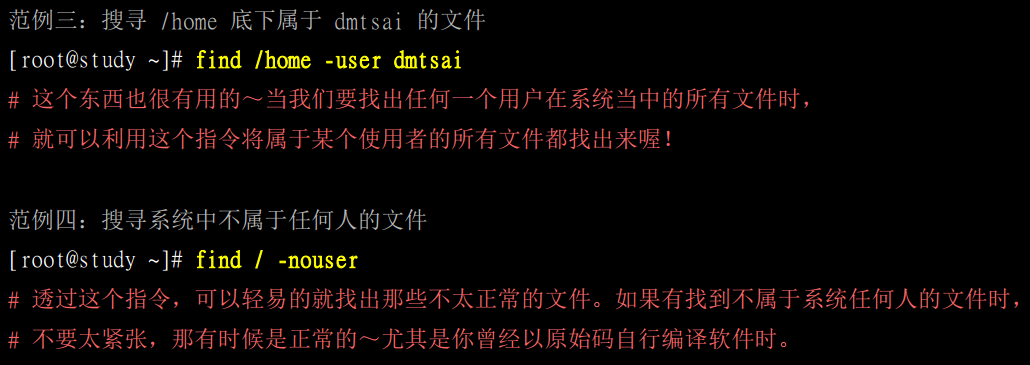 范例三：搜寻 /home 底下属于 dmtsai 的文件
[root@study ~]# find /home -user dmtsai
# 这个东西也很有用的～当我们要找出任何一个用户在系统当中的所有文件时，
# 就可以利用这个指令将属于某个使用者的所有文件都找出来喔！
范例四：搜寻系统中不属于任何人的文件
[root@study ~]# find / -nouser
# 透过这个指令，可以轻易的就找出那些不太正常的文件。如果有找到不属于系统任何人的文件时，
# 不要太紧张，那有时候是正常的～尤其是你曾经以原始码自行编译软件时。